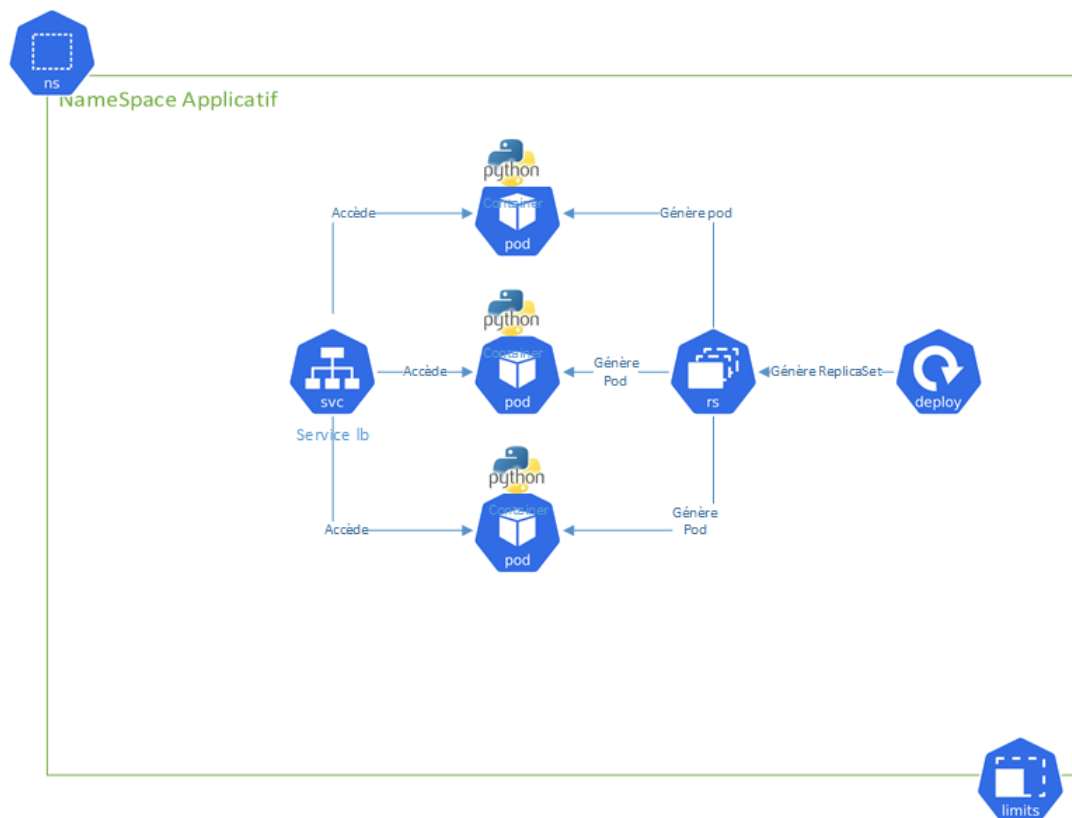 ns
NameSpace Applicatif
python
Container
pod
Accède
Génère pod
python
Container
pod
Accède
Génère
Pod
svc
Service lb
rs
Génère ReplicaSet
deploy
python
Container
pod
Accède
Génère
Pod
limits